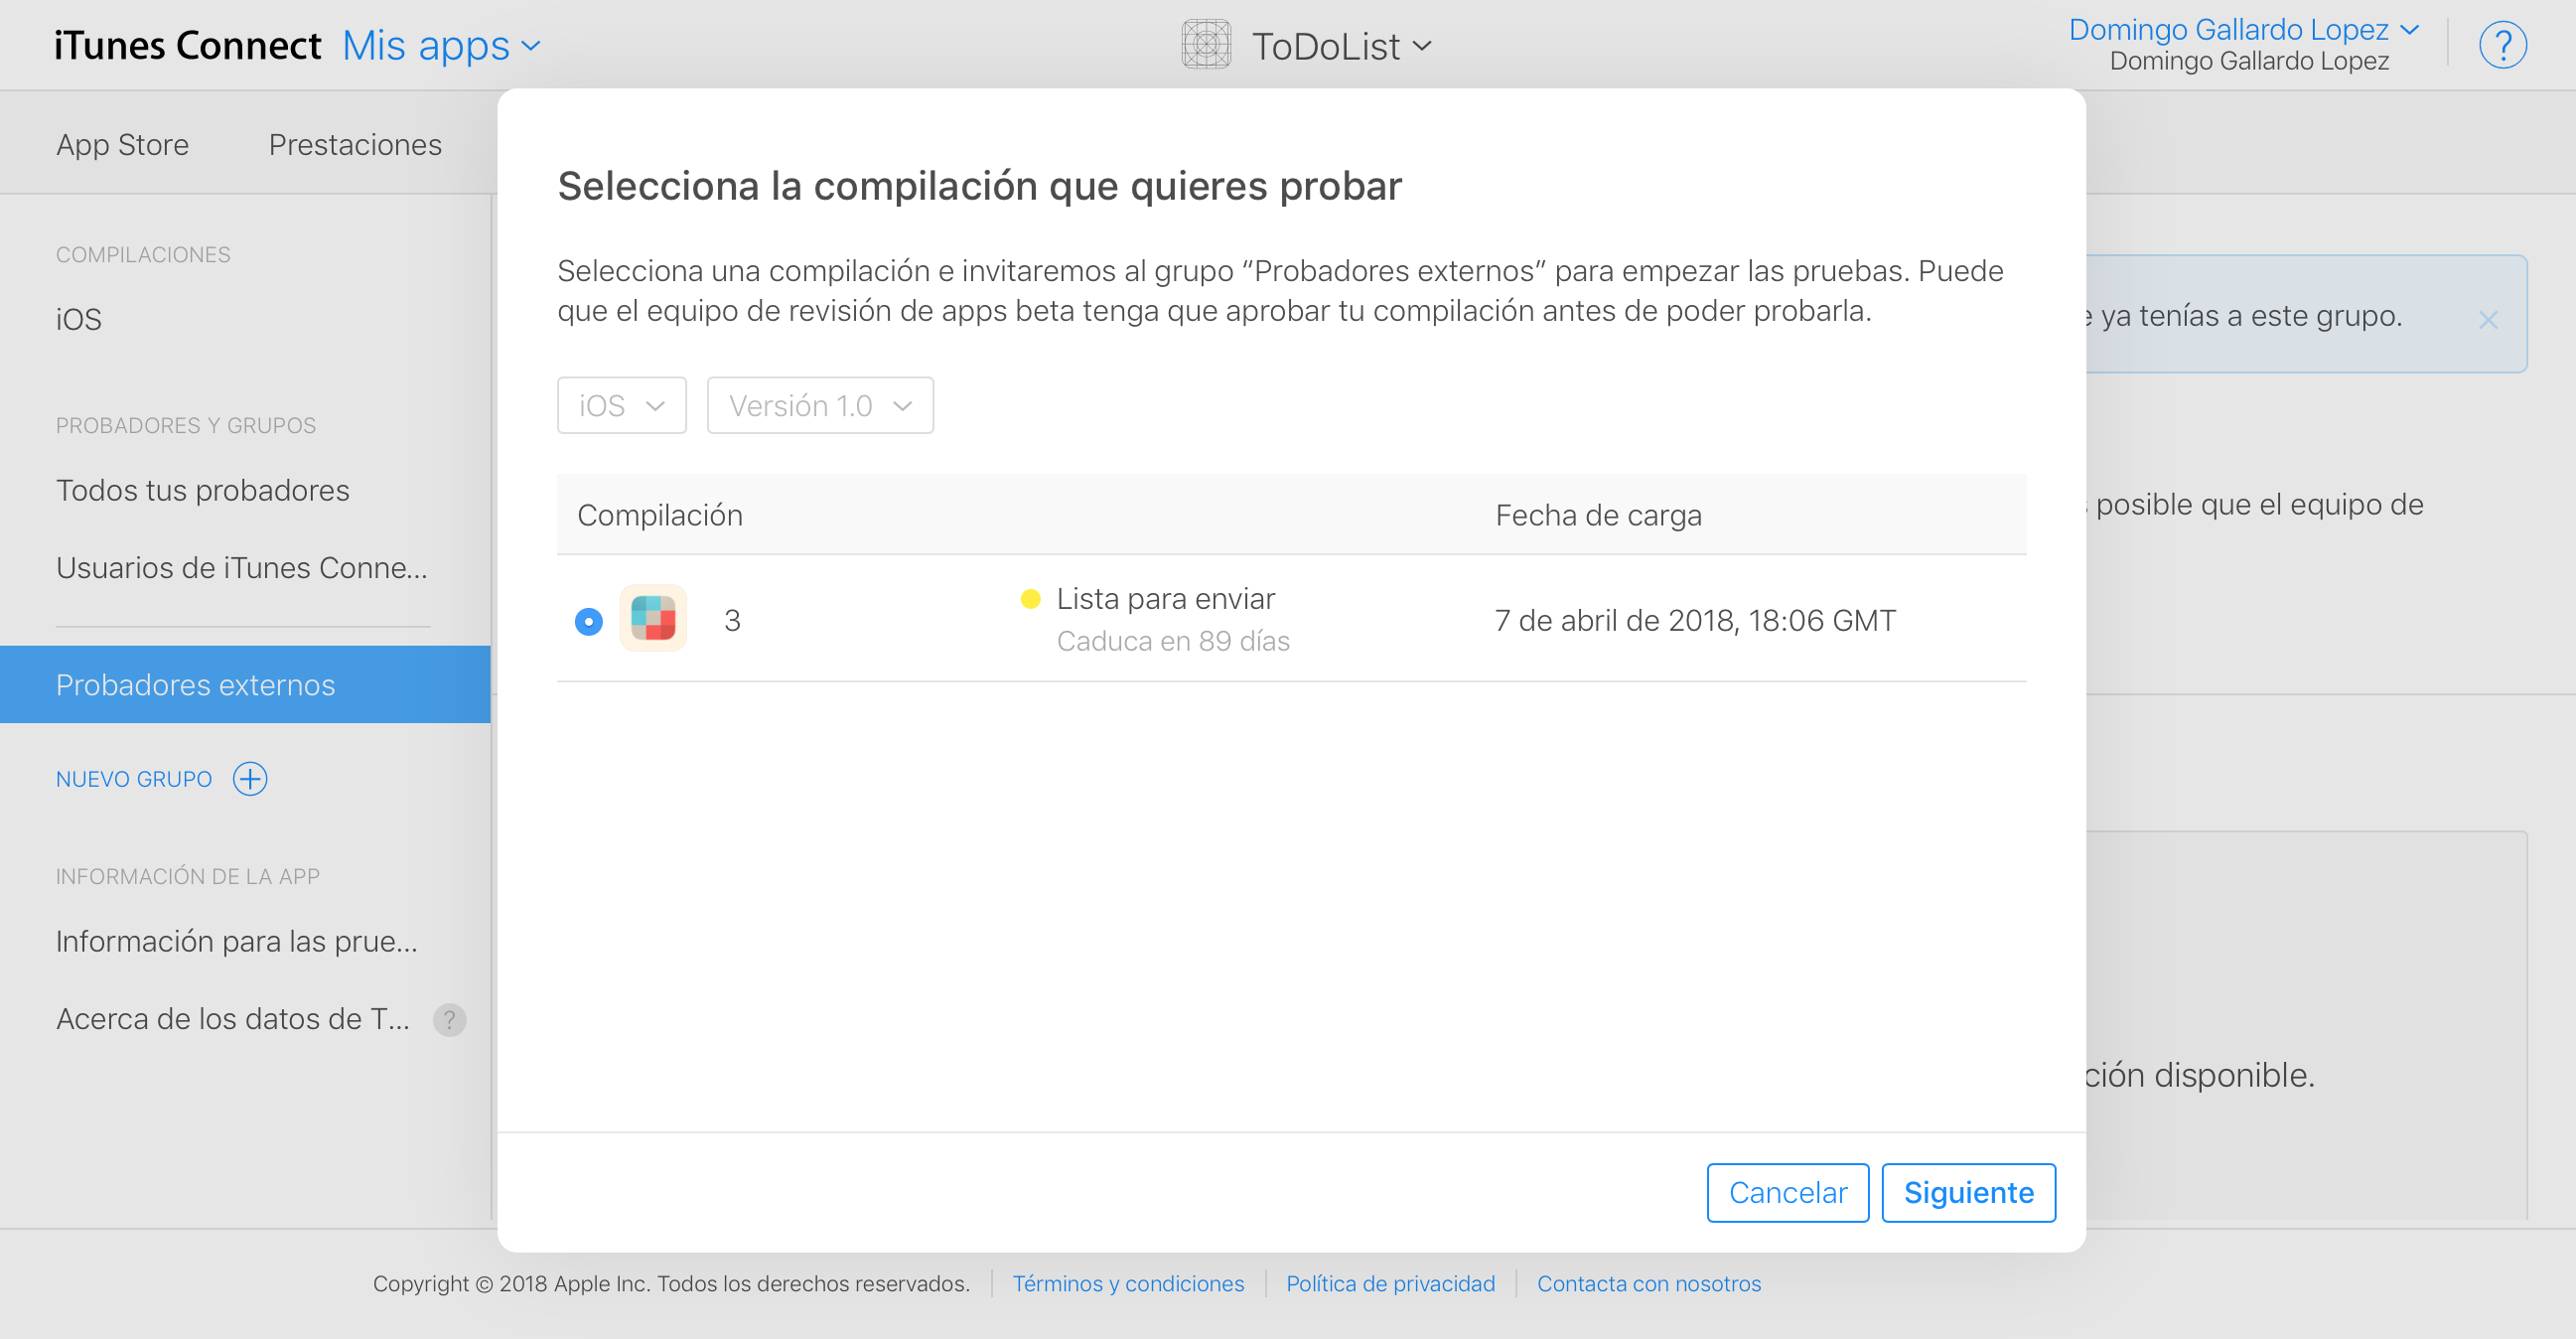 iTunes Connect Mis apps
ToDoList
Domingo Gallardo Lopez
Domingo Gallardo Lopez
?
App Store
Prestaciones
COMPILACIONES
iOS
PROBADORES Y GRUPOS
Todos tus probadores
Usuarios de iTunes Conne...
Probadores externos
NUEVO GRUPO
INFORMACIÓN DE LA APP
Información para las prue...
Acerca de los datos de T... ?
Selecciona la compilación que quieres probar
Selecciona una compilación e invitaremos al grupo “Probadores externos” para empezar las pruebas. Puede
que el equipo de revisión de apps beta tenga que aprobar tu compilación antes de poder probarla.
iOS
Versión 1.0
Compilación
Fecha de carga
3
Lista para enviar
Caduca en 89 días
7 de abril de 2018, 18:06 GMT
Cancelar
Siguiente
ya tenías a este grupo.
posible que el equipo de
ción disponible.
Copyright © 2018 Apple Inc. Todos los derechos reservados. Términos y condiciones Política de privacidad Contacta con nosotros